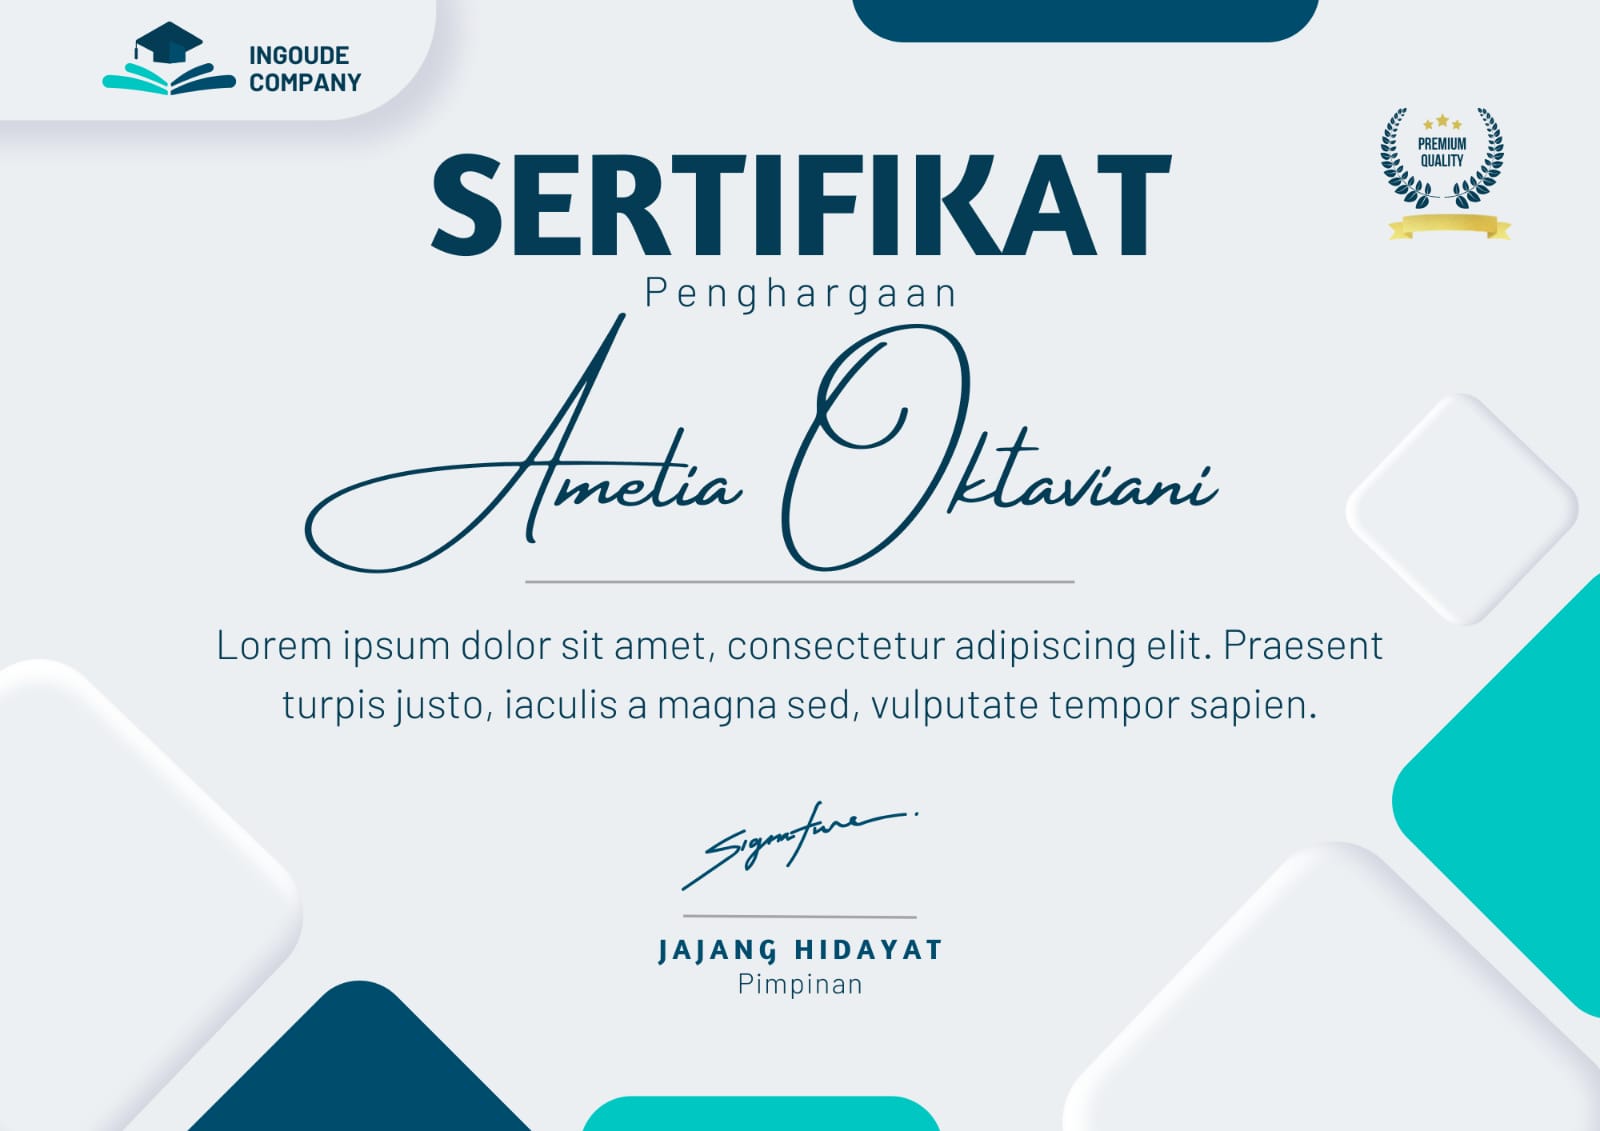 INGOUDE
COMPANY
PREMIUM
QUALITY
SERTIFIKAT
Penghargaan
Amelia Oktaviani
Lorem ipsum dolor sit amet, consectetur adipiscing elit. Praesent
turpis justo, iaculis a magna sed, vulputate tempor sapien.
Signature
JAJANG HIDAYAT
Pimpinan